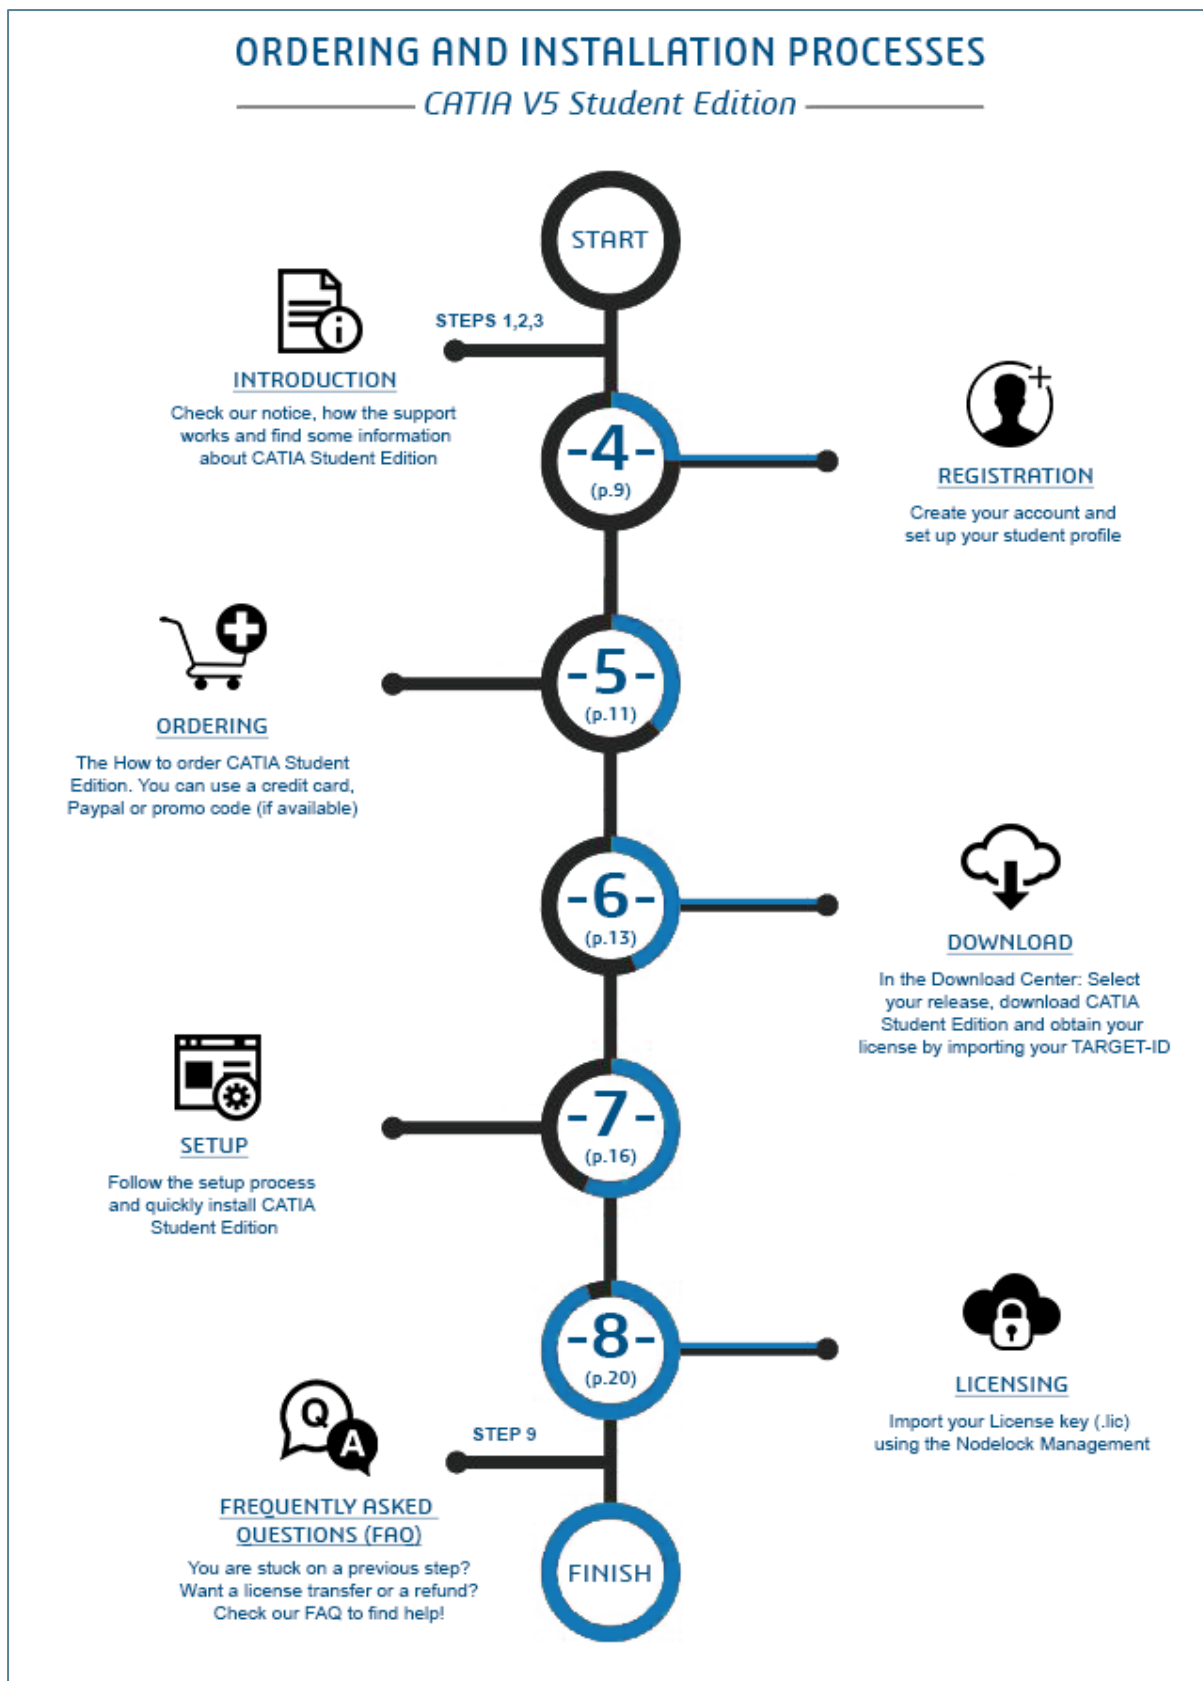 ORDERING AND INSTALLATION PROCESSES
CATIA V5 Student Edition
START
STEPS 1,2,3
INTRODUCTION
Check our notice, how the support
works and find some information
about CATIA Student Edition
-4-
(p.9)
REGISTRATION
Create your account and
set up your student profile
-5-
(p.11)
ORDERING
The How to order CATIA Student
Edition. You can use a credit card,
Paypal or promo code (if available)
-6-
(p.13)
DOWNLOAD
In the Download Center: Select
your release, download CATIA
Student Edition and obtain your
license by importing your TARGET-ID
-7-
(p.16)
SETUP
Follow the setup process
and quickly install CATIA
Student Edition
-8-
(p.20)
LICENSING
Import your License key (.lic)
using the Nodelock Management
Q
A
STEP 9
FREQUENTLY ASKED
QUESTIONS (FAQ)
You are stuck on a previous step?
Want a license transfer or a refund?
Check our FAQ to find help!
FINISH